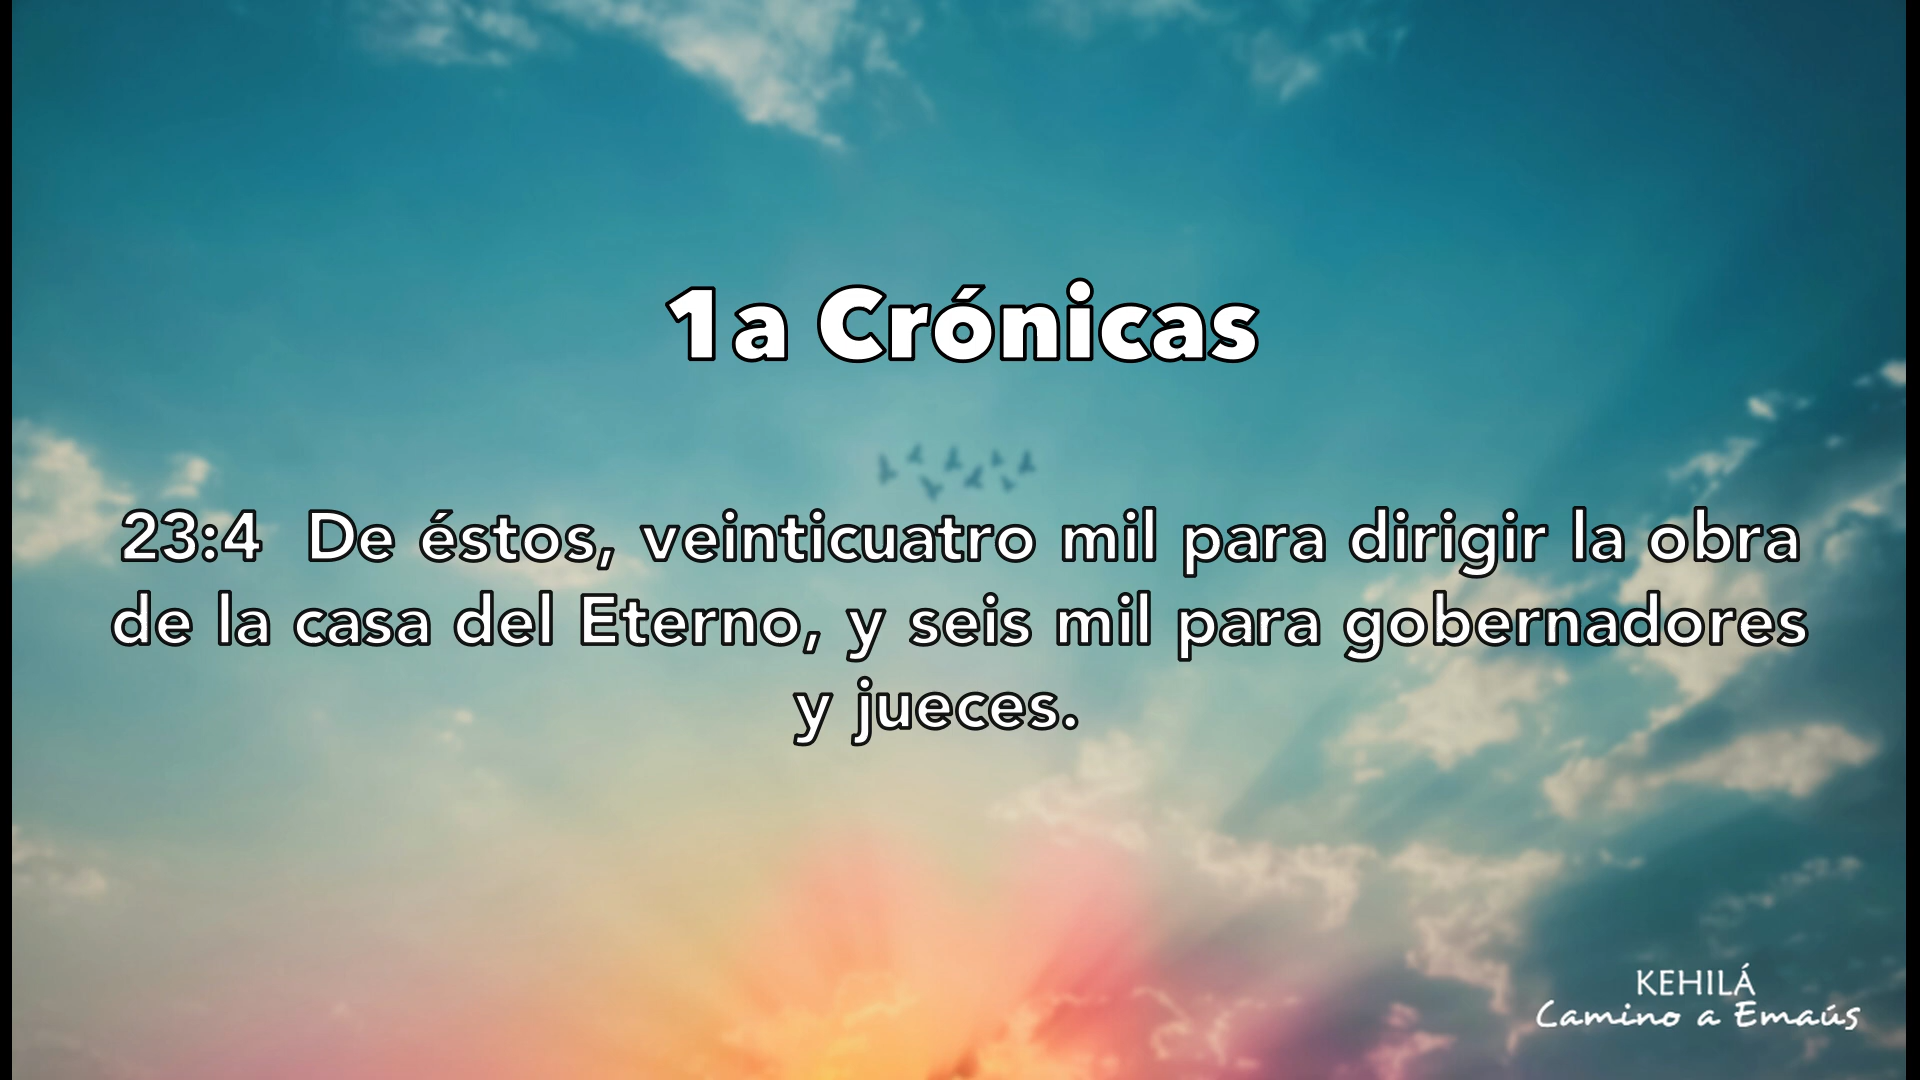 1a Crónicas
23:4  De éstos, veinticuatro mil para dirigir la obra
de la casa del Eterno, y seis mil para gobernadores
y jueces.
KEHILÁ
Camino a Emaús